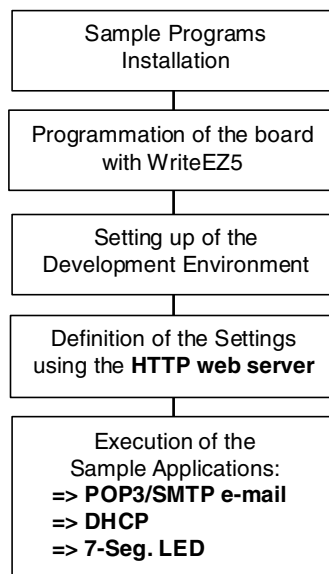 Sample Programs
Installation
Programmation of the board
with WriteEZ5
Setting up of the
Development Environment
Definition of the Settings
using the HTTP web server
Execution of the
Sample Applications:
=> POP3/SMTP e-mail
=> DHCP
=> 7-Seg. LED